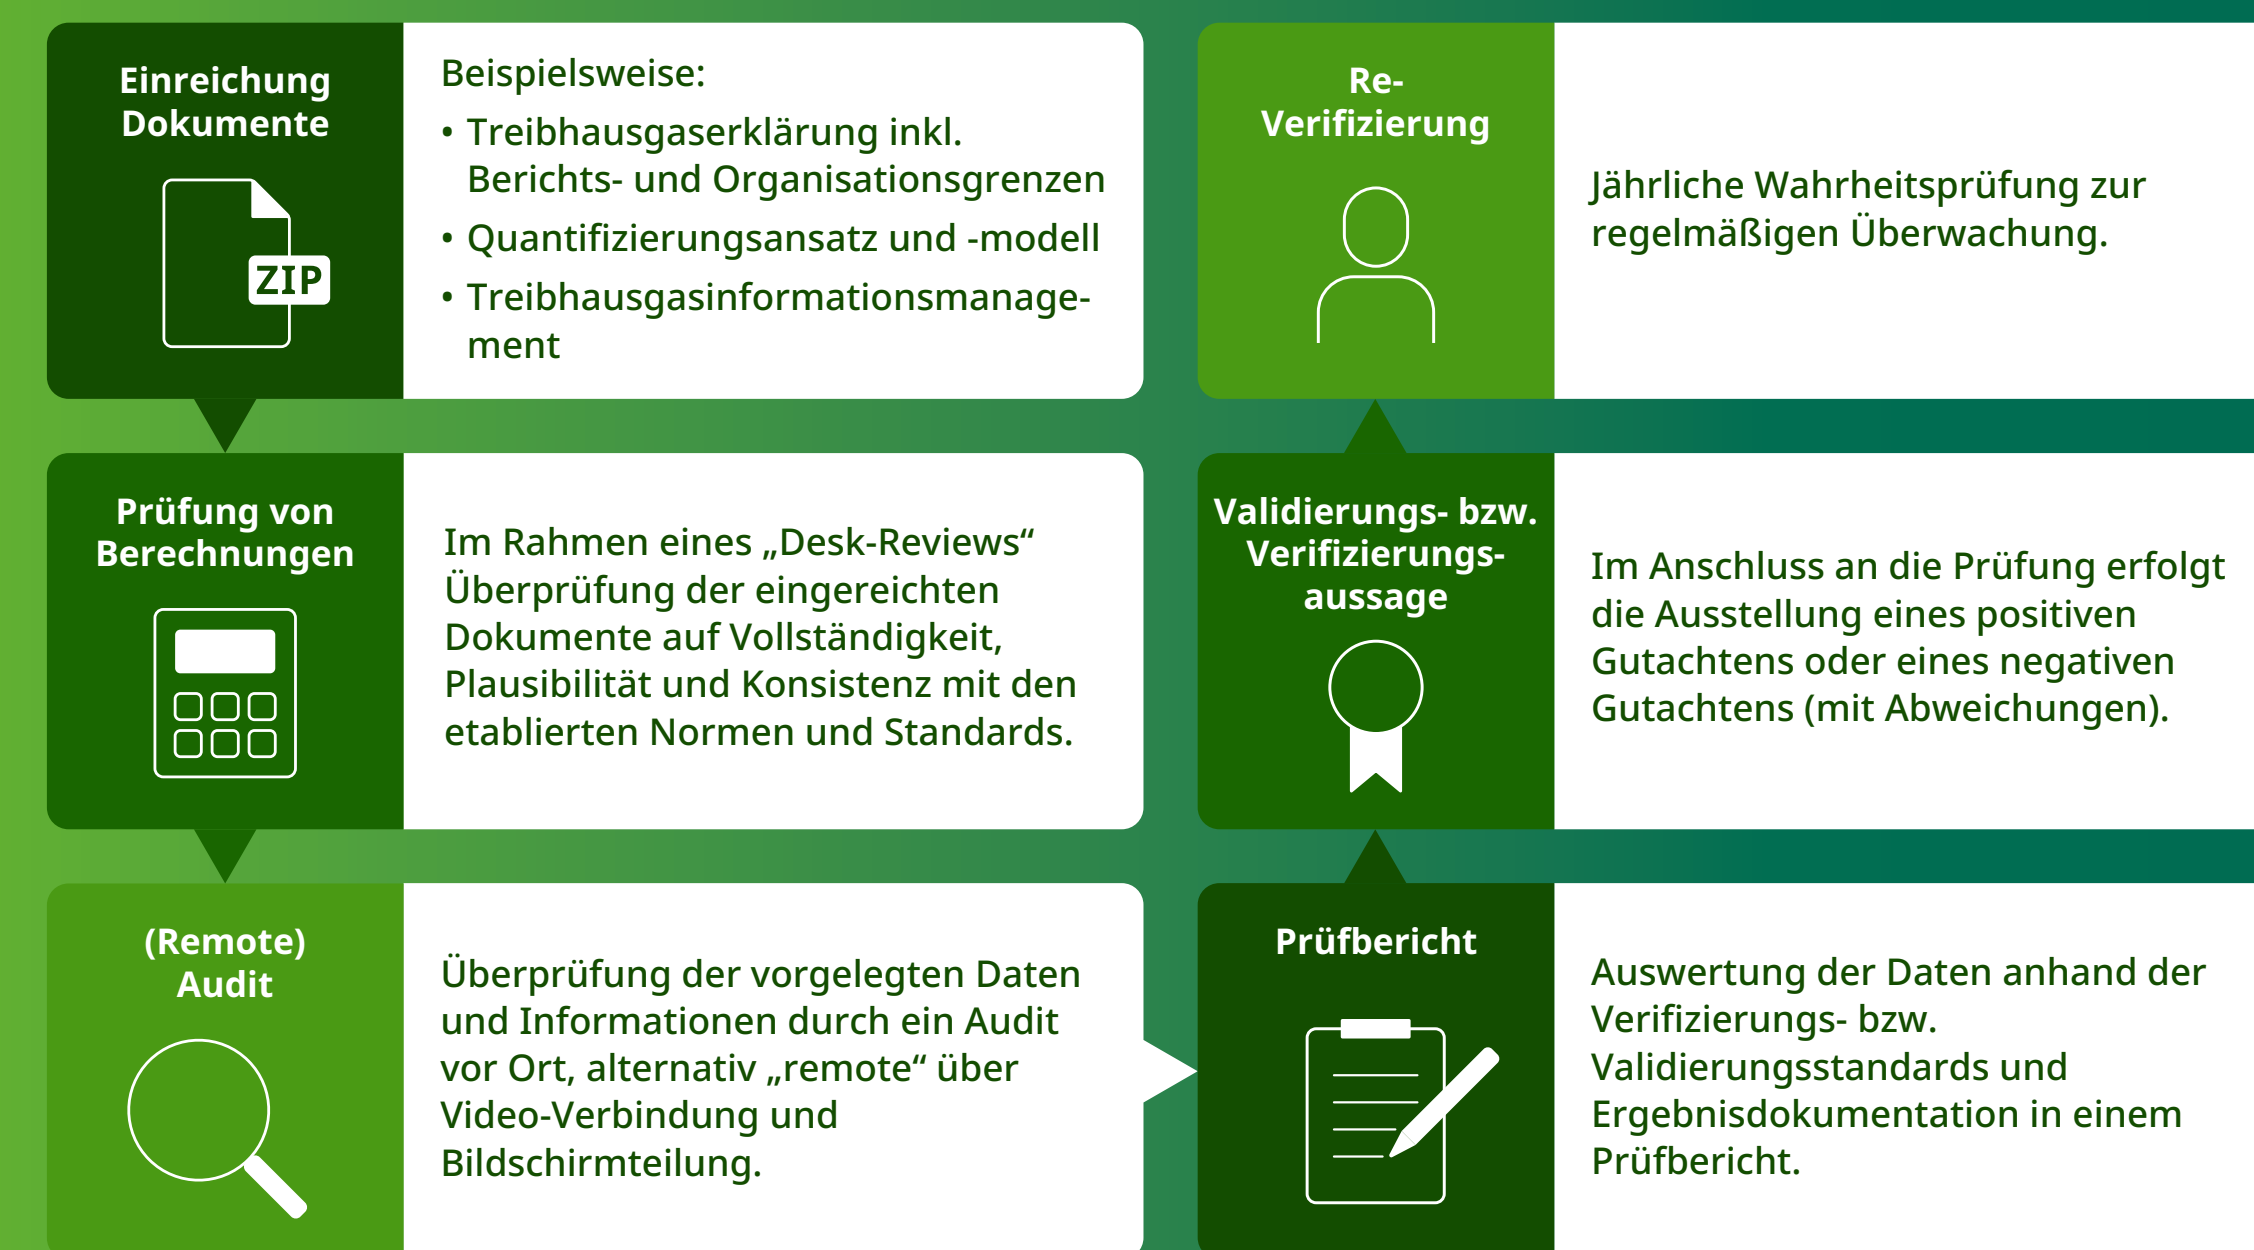 Einreichung
Dokumente
ZIP
Beispielsweise:
• Treibhausgaserklärung inkl.
Berichts- und Organisationsgrenzen
• Quantifizierungsansatz und -modell
• Treibhausgasinformationsmanage-
ment
Prüfung von
Berechnungen
Im Rahmen eines „Desk-Reviews“
Überprüfung der eingereichten
Dokumente auf Vollständigkeit,
Plausibilität und Konsistenz mit den
etablierten Normen und Standards.
(Remote)
Audit
Überprüfung der vorgelegten Daten
und Informationen durch ein Audit
vor Ort, alternativ „remote“ über
Video-Verbindung und
Bildschirmteilung.
Prüfbericht
Auswertung der Daten anhand der
Verifizierungs- bzw.
Validierungsstandards und
Ergebnisdokumentation in einem
Prüfbericht.
Validierungs- bzw.
Verifizierungs-
aussage
Im Anschluss an die Prüfung erfolgt
die Ausstellung eines positiven
Gutachtens oder eines negativen
Gutachtens (mit Abweichungen).
Re-
Verifizierung
Jährliche Wahrheitsprüfung zur
regelmäßigen Überwachung.